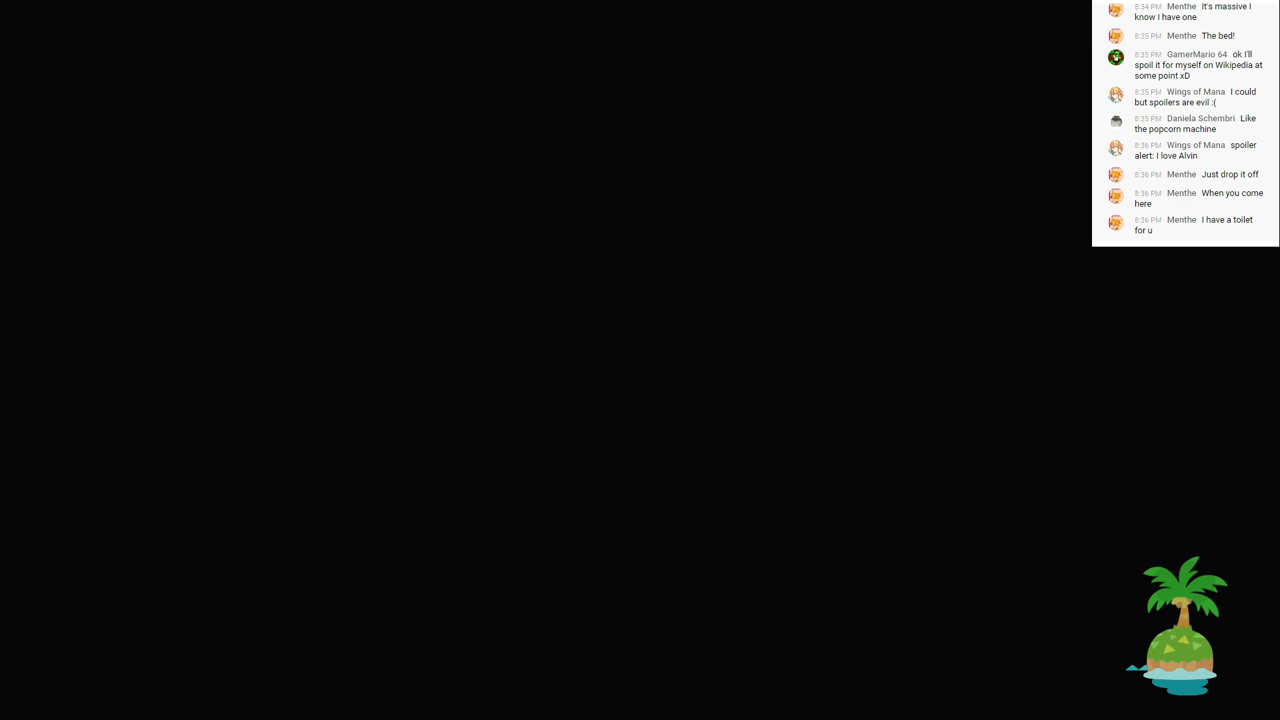 8:34 PM Menthe It's massive I
know I have one
8:35 PM Menthe The bed!
8:35 PM GamerMario 64 ok I'll
spoil it for myself on Wikipedia at
some point xD
8:35 PM Wings of Mana I could
but spoilers are evil :(
8:35 PM Daniela Schembri Like
the popcorn machine
8:36 PM Wings of Mana spoiler
alert: I love Alvin
8:36 PM Menthe Just drop it off
8:36 PM Menthe When you come
here
8:36 PM Menthe I have a toilet
for u